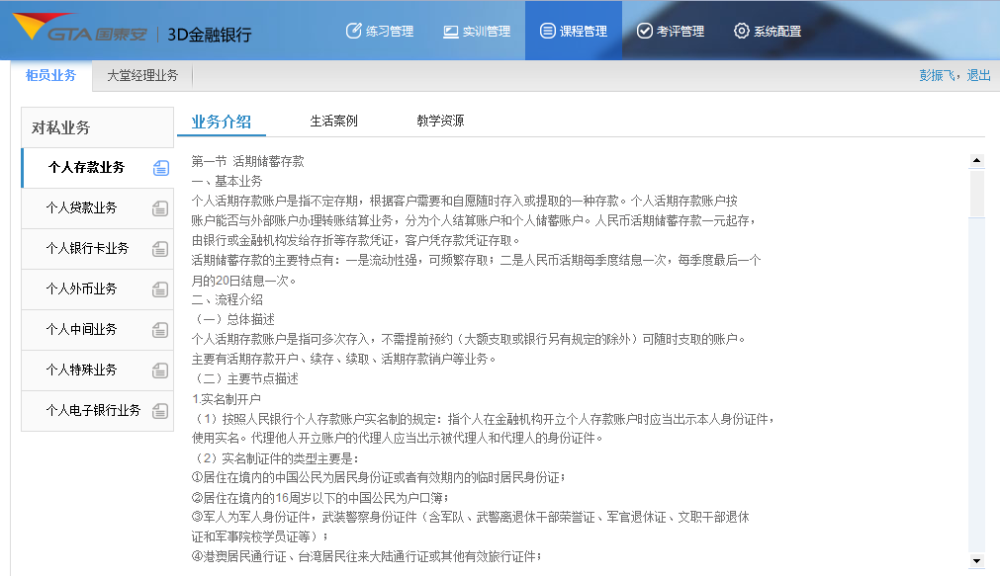 GTA国泰安 3D金融银行 练习管理 实训管理 课程管理 考评管理 系统配置
柜员业务 大堂经理业务 彭振飞，退出
对私业务
个人存款业务
个人贷款业务
个人银行卡业务
个人外币业务
个人中间业务
个人特殊业务
个人电子银行业务
业务介绍 生活案例 教学资源
第一节 活期储蓄存款
一、基本业务
个人活期存款账户是指不定存期，根据客户需要和自愿随时存入或提取的一种存款。个人活期存款账户按
账户能否与外部账户办理转账结算业务，分为个人结算账户和个人储蓄账户。人民币活期储蓄存款一元起存，
由银行或金融机构发给存折等存款凭证，客户凭存款凭证存取。
活期储蓄存款的主要特点有：一是流动性强，可频繁存取；二是人民币活期每季度结息一次，每季度最后一个
月的20日结息一次。
二、流程介绍
（一）总体描述
个人活期存款账户是指可多次存入，不需提前预约（大额支取或银行另有规定的除外）可随时支取的账户。
主要有活期存款开户、续存、续取、活期存款销户等业务。
（二）主要节点描述
1.实名制开户
（1）按照人民银行个人存款账户实名制的规定：指个人在金融机构开立个人存款账户时应当出示本人身份证件，
使用实名。代理他人开立账户的代理人应当出示被代理人和代理人的身份证件。
（2）实名制证件的类型主要是：
①居住在境内的中国公民为居民身份证或者有效期内的临时居民身份证；
②居住在境内的16周岁以下的中国公民为户口簿；
③军人为军人身份证件，武装警察身份证件（含军队、武警离退休干部荣誉证、军官退休证、文职干部退休
证和军事院校学员证等）；
④港澳居民通行证、台湾居民往来大陆通行证或其他有效旅行证件；